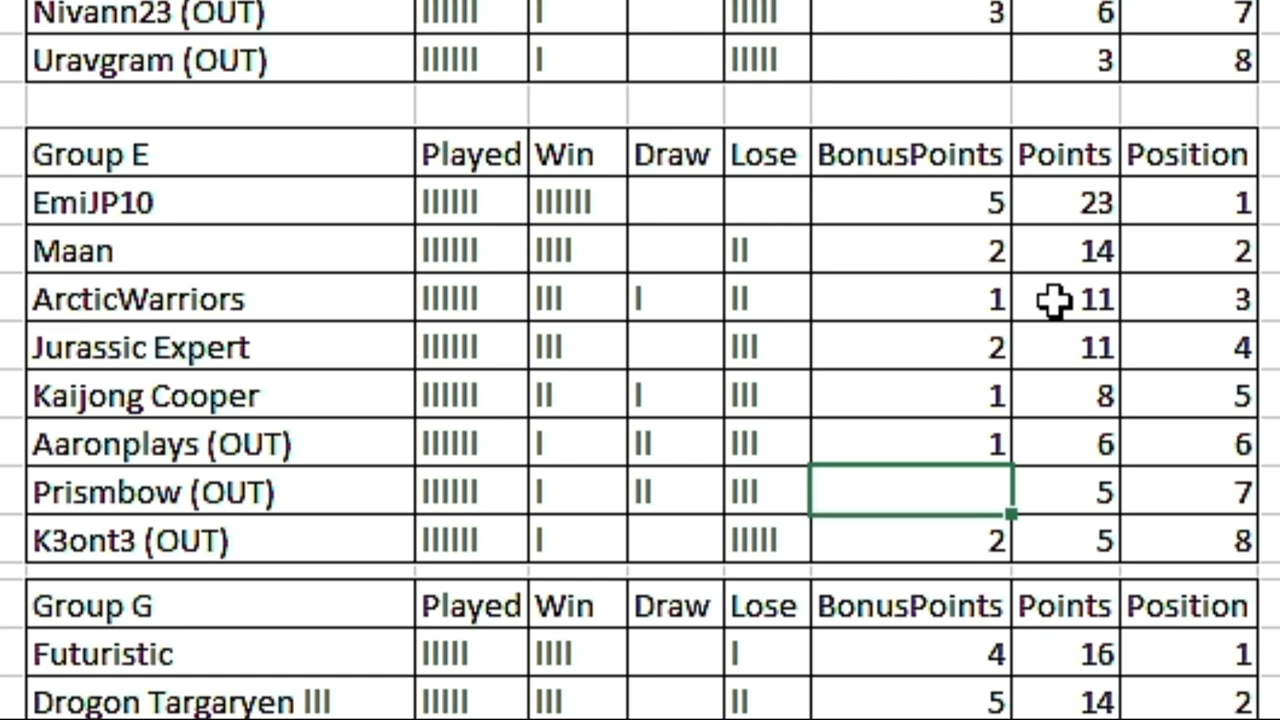 Nivann23 (OUT) IIIIII I IIIII 3 6 7
Uravgram (OUT) IIIIII I IIIII 3 8
Group E Played Win Draw Lose BonusPoints Points Position
EmiJP10 IIIIII IIIIII 5 23 1
Maan IIIIII IIII II 2 14 2
ArcticWarriors IIIIII III I II 1 11 3
Jurassic Expert IIIIII III III 2 11 4
Kaijong Cooper IIIIII II I III 1 8 5
Aaronplays (OUT) IIIIII I II III 1 6 6
Prismbow (OUT) IIIIII I II III 5 7
K3ont3 (OUT) IIIIII I IIIII 2 5 8
Group G Played Win Draw Lose BonusPoints Points Position
Futuristic IIIII IIII I 4 16 1
Drogon Targaryen III IIIII III II 5 14 2